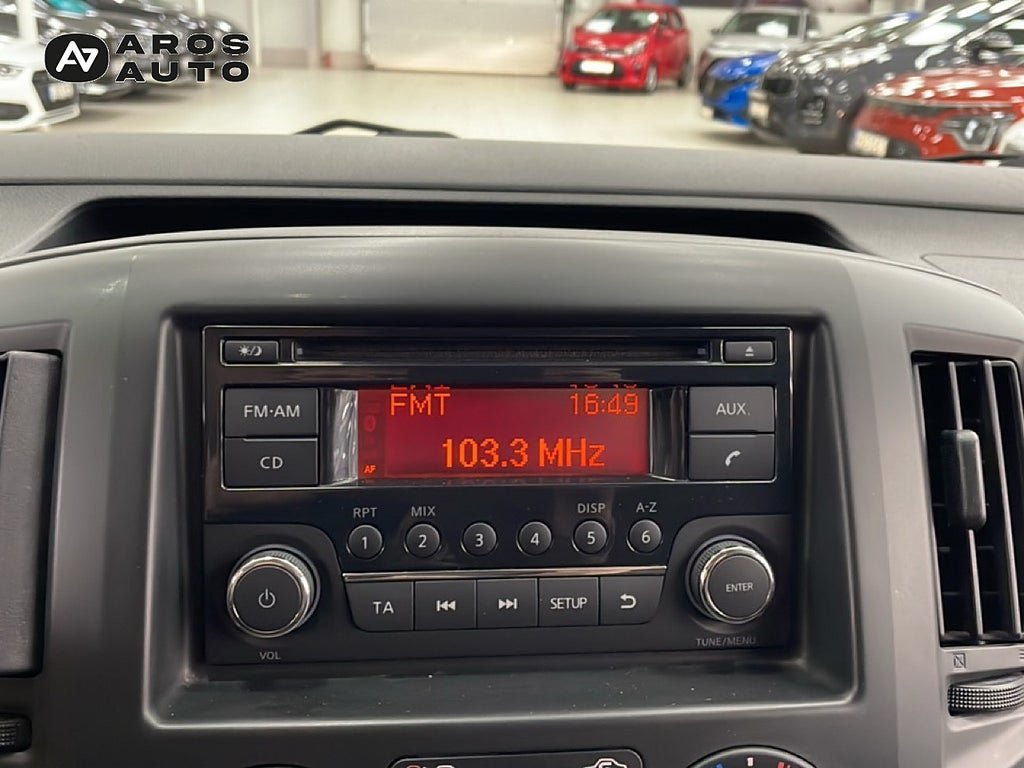 AROS
AUTO
FM·AM
CD
FMT 16:49
103.3 MHz
AF
AUX
RPT MIX DISP A-Z
1 2 3 4 5 6
TA SETUP
ENTER
VOL
TUNE/MENU
1